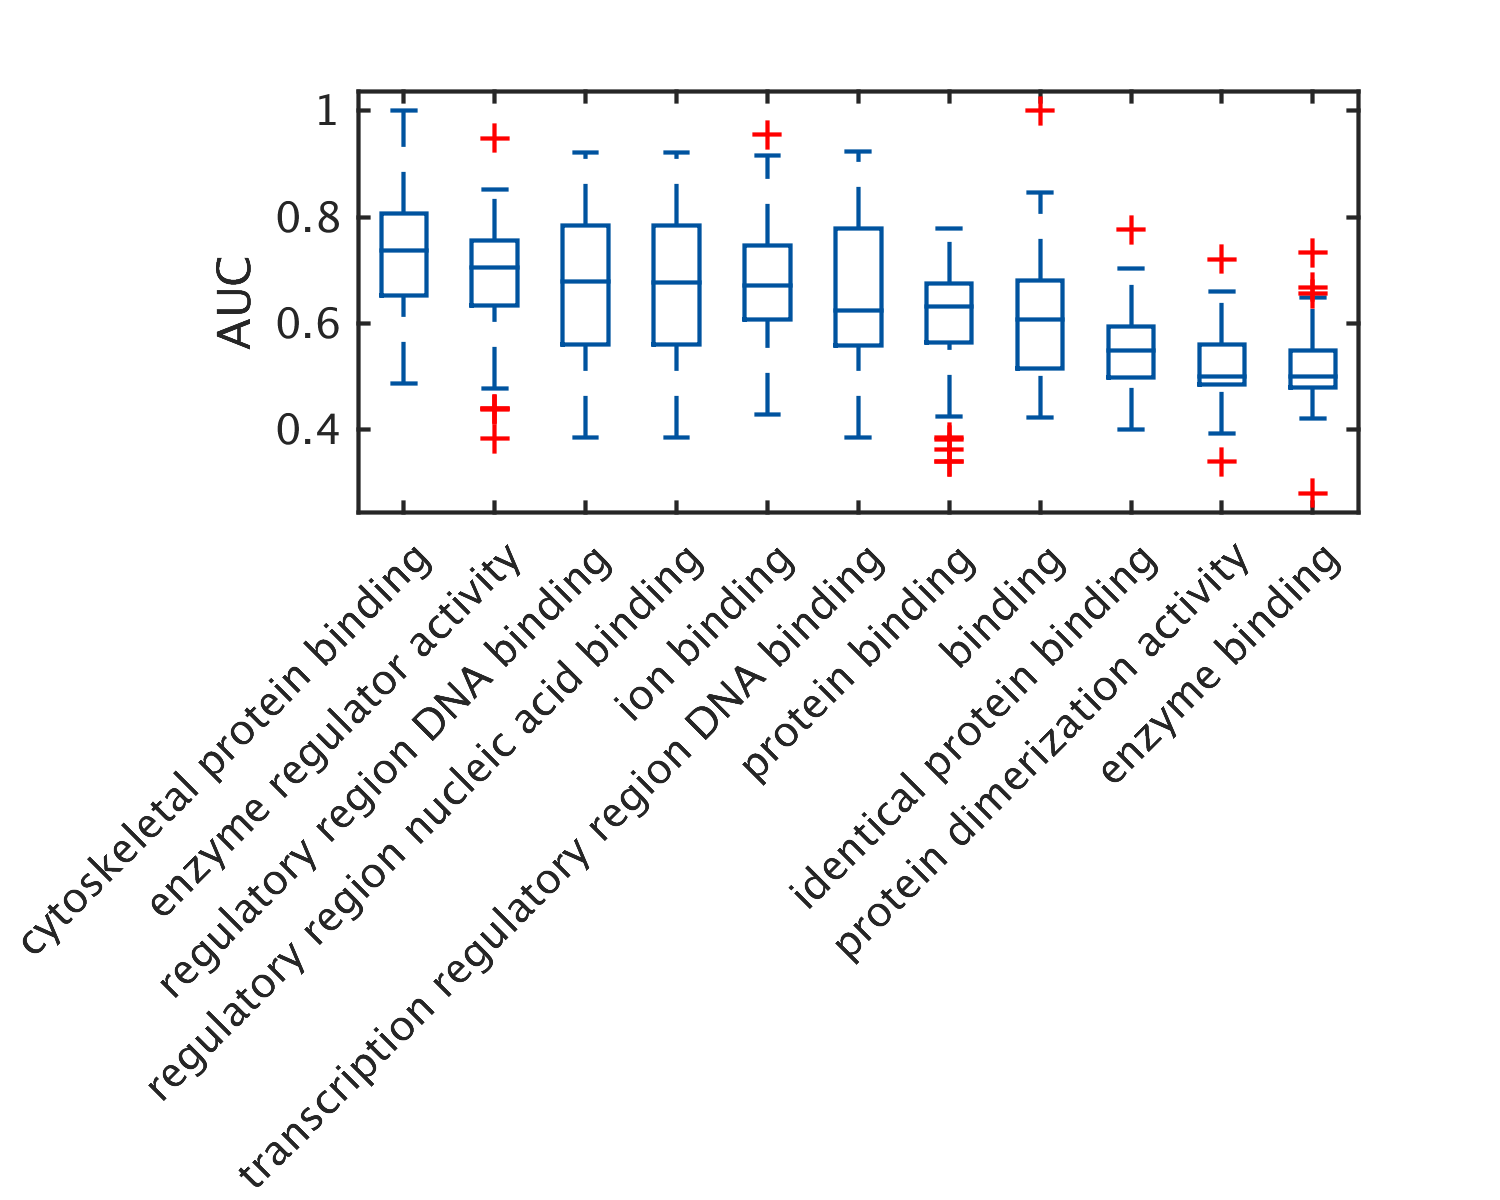 1
0.8
0.6
0.4
AUC
cytoskeletal protein binding
enzyme regulator activity
regulatory region DNA binding
regulatory region nucleic acid binding
ion binding
transcription regulatory region DNA binding
protein binding
binding
identical protein binding
protein dimerization activity
enzyme binding